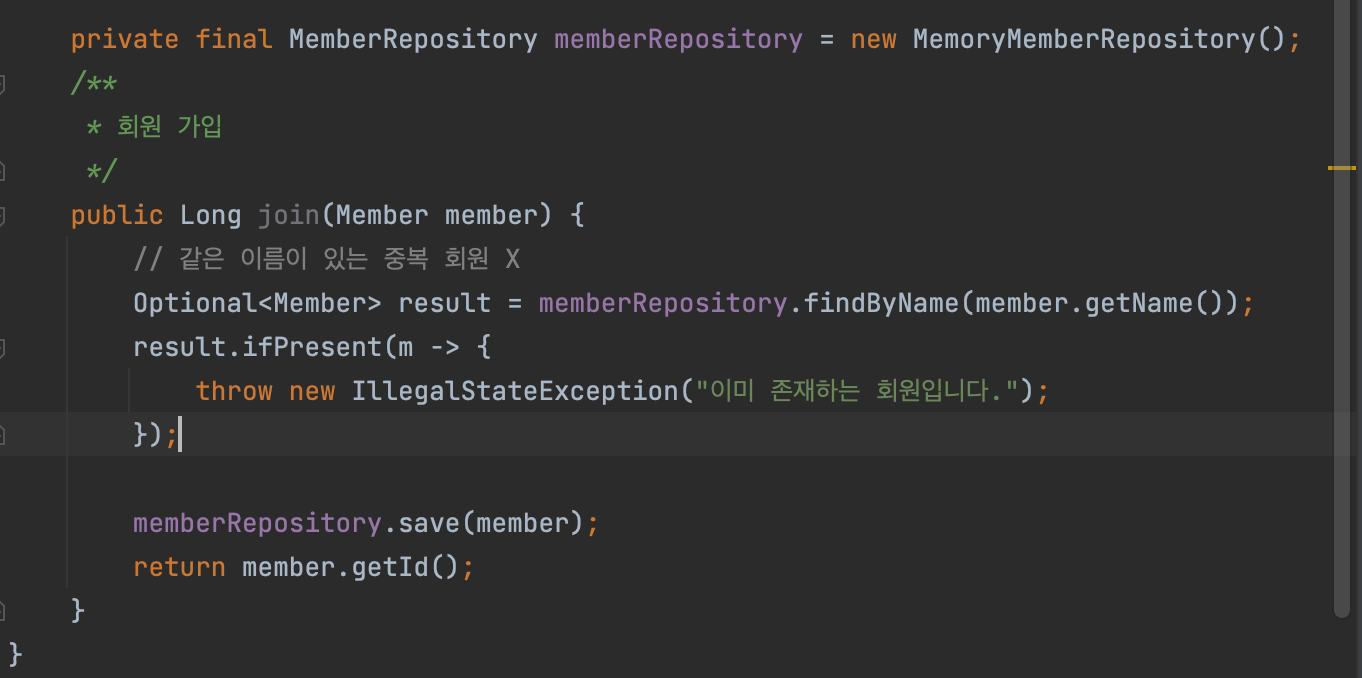 private final MemberRepository memberRepository = new MemoryMemberRepository();
/**
* 회원 가입
*/
public Long join(Member member) {
// 같은 이름이 있는 중복 회원 X
Optional<Member> result = memberRepository.findByName(member.getName());
result.ifPresent(m -> {
throw new IllegalStateException("이미 존재하는 회원입니다.");
});
memberRepository.save(member);
return member.getId();
}
}